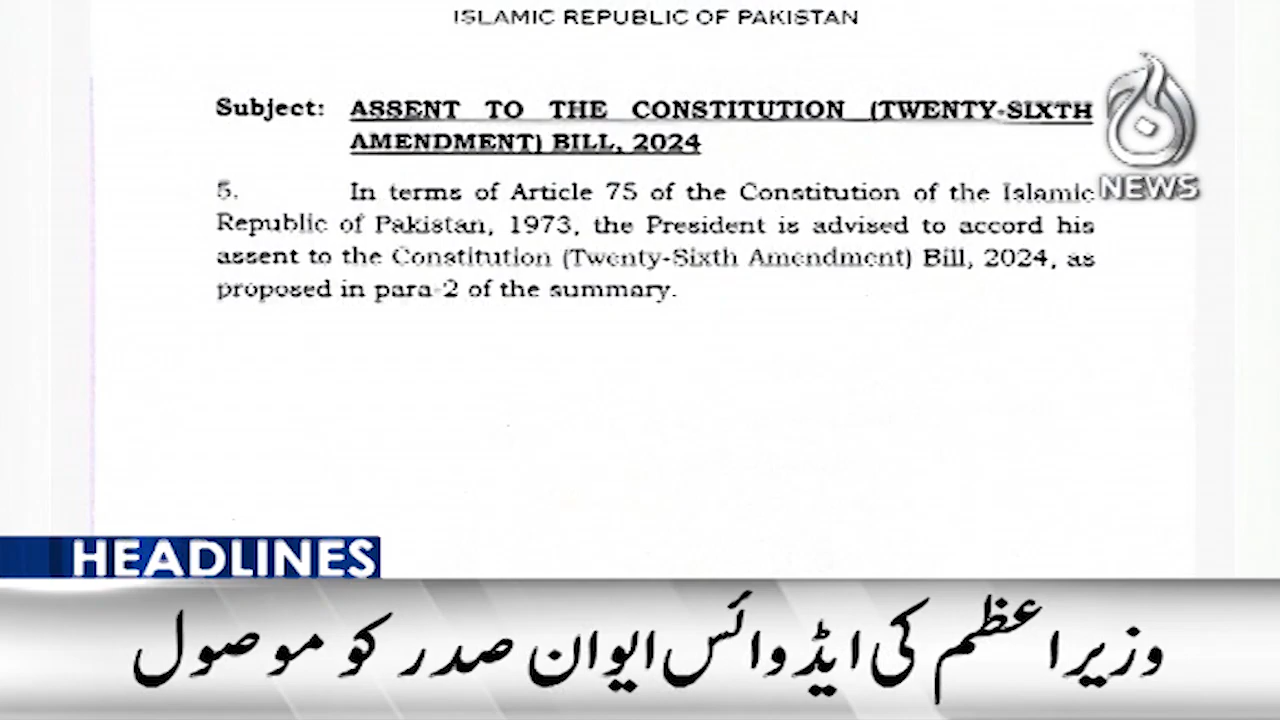 ISLAMIC REPUBLIC OF PAKISTAN
Subject: ASSENT TO THE CONSTITUTION (TWENTY-SIXTH
AMENDMENT) BILL, 2024
5. In terms of Article 75 of the Constitution of the Islamic
Republic of Pakistan, 1973, the President is advised to accord his
assent to the Constitution (Twenty-Sixth Amendment) Bill, 2024, as
proposed in para-2 of the summary.
NEWS
HEADLINES
وزیراعظم کی ایڈوائس ایوان صدر کو موصول